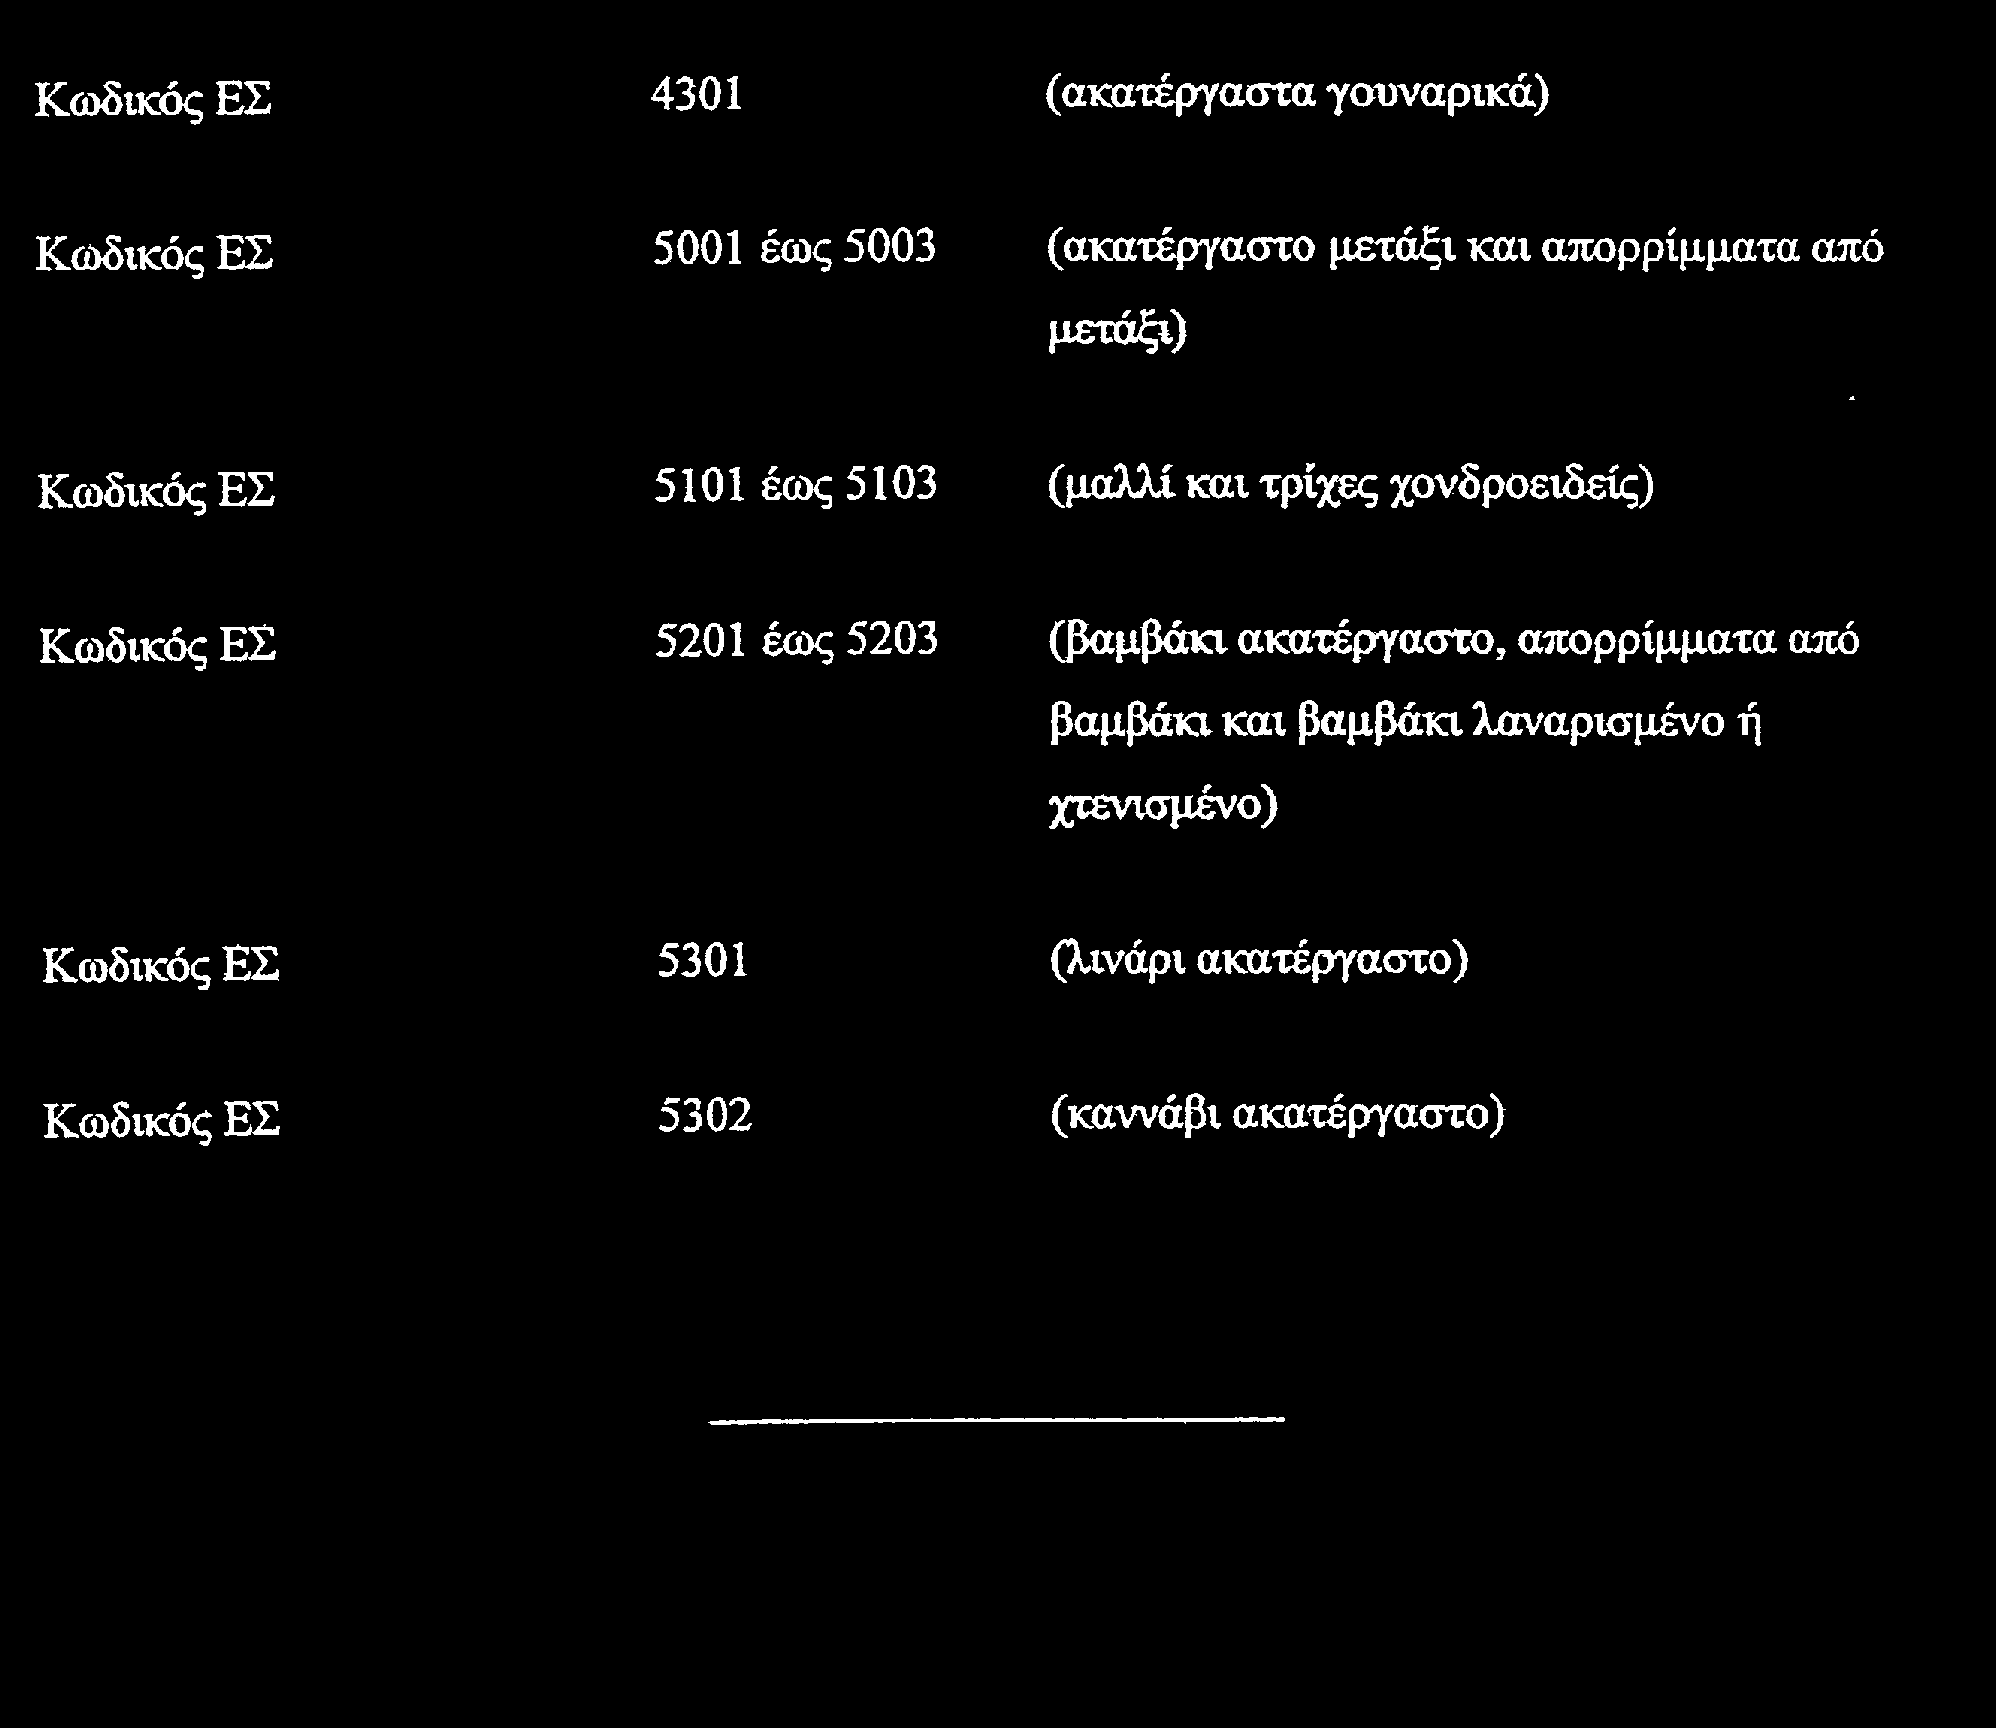 Κωδικός ΕΣ 4301 (ακατέργαστα γουναρικά)
Κωδικός ΕΣ 5001 έως 5003 (ακατέργαστο μετάξι και απορρίμματα από
μετάξι)
Κωδικός ΕΣ 5101 έως 5103 (μαλλί και τρίχες χονδροειδείς)
Κωδικός ΕΣ 5201 έως 5203 (βαμβάκι ακατέργαστο, απορρίμματα από
βαμβάκι και βαμβάκι λαναρισμένο ή
χτενισμένο)
Κωδικός ΕΣ 5301 (λινάρι ακατέργαστο)
Κωδικός ΕΣ 5302 (καννάβι ακατέργαστο)